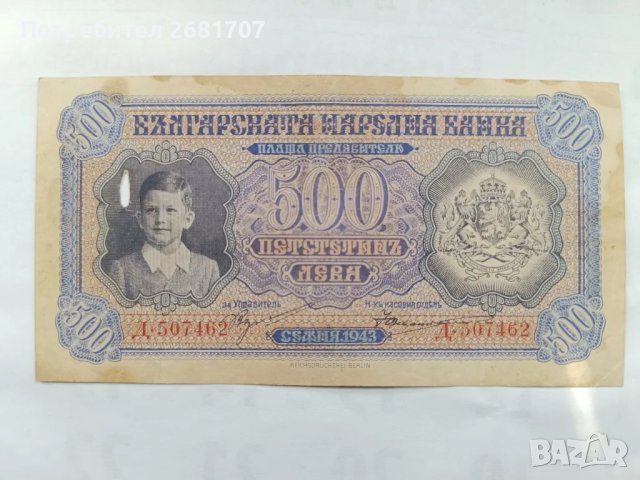 Потребител 2681707
500 500
БЪЛГАРСКАТА НАРОДНА БАНКА
ПЛАЩА ПРЕДЯВИТЕЛЮ
500
ПЕТСТОТИНЪ
ЛЕВА
за Управитель Н-къ касовия отдѣлъ
Д.507462 Д.507462
СОФИЯ 1943
500 500
REICHSDRUCKEREI BERLIN
BAZAR